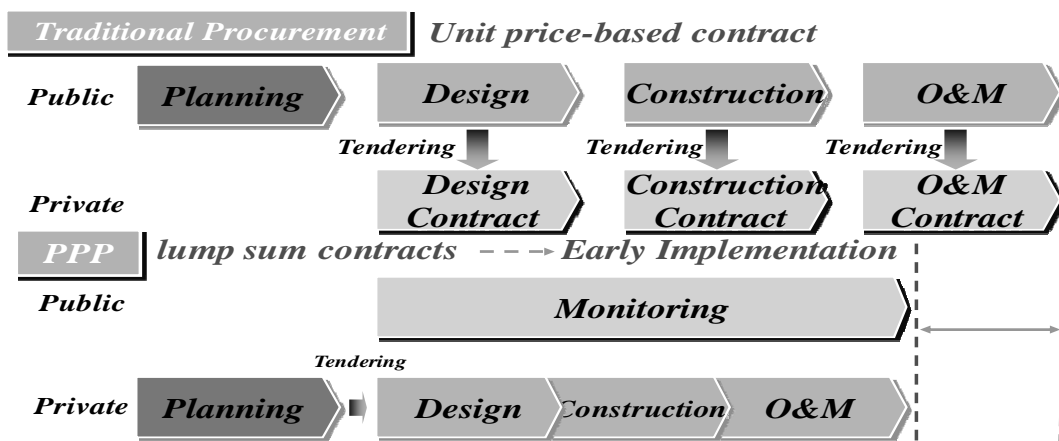 Traditional Procurement Unit price-based contract
Public Planning Design Construction O&M
Tendering Tendering Tendering
Private Design Contract Construction Contract O&M Contract
PPP lump sum contracts Early Implementation
Public Monitoring
Tendering
Private Planning Design Construction O&M